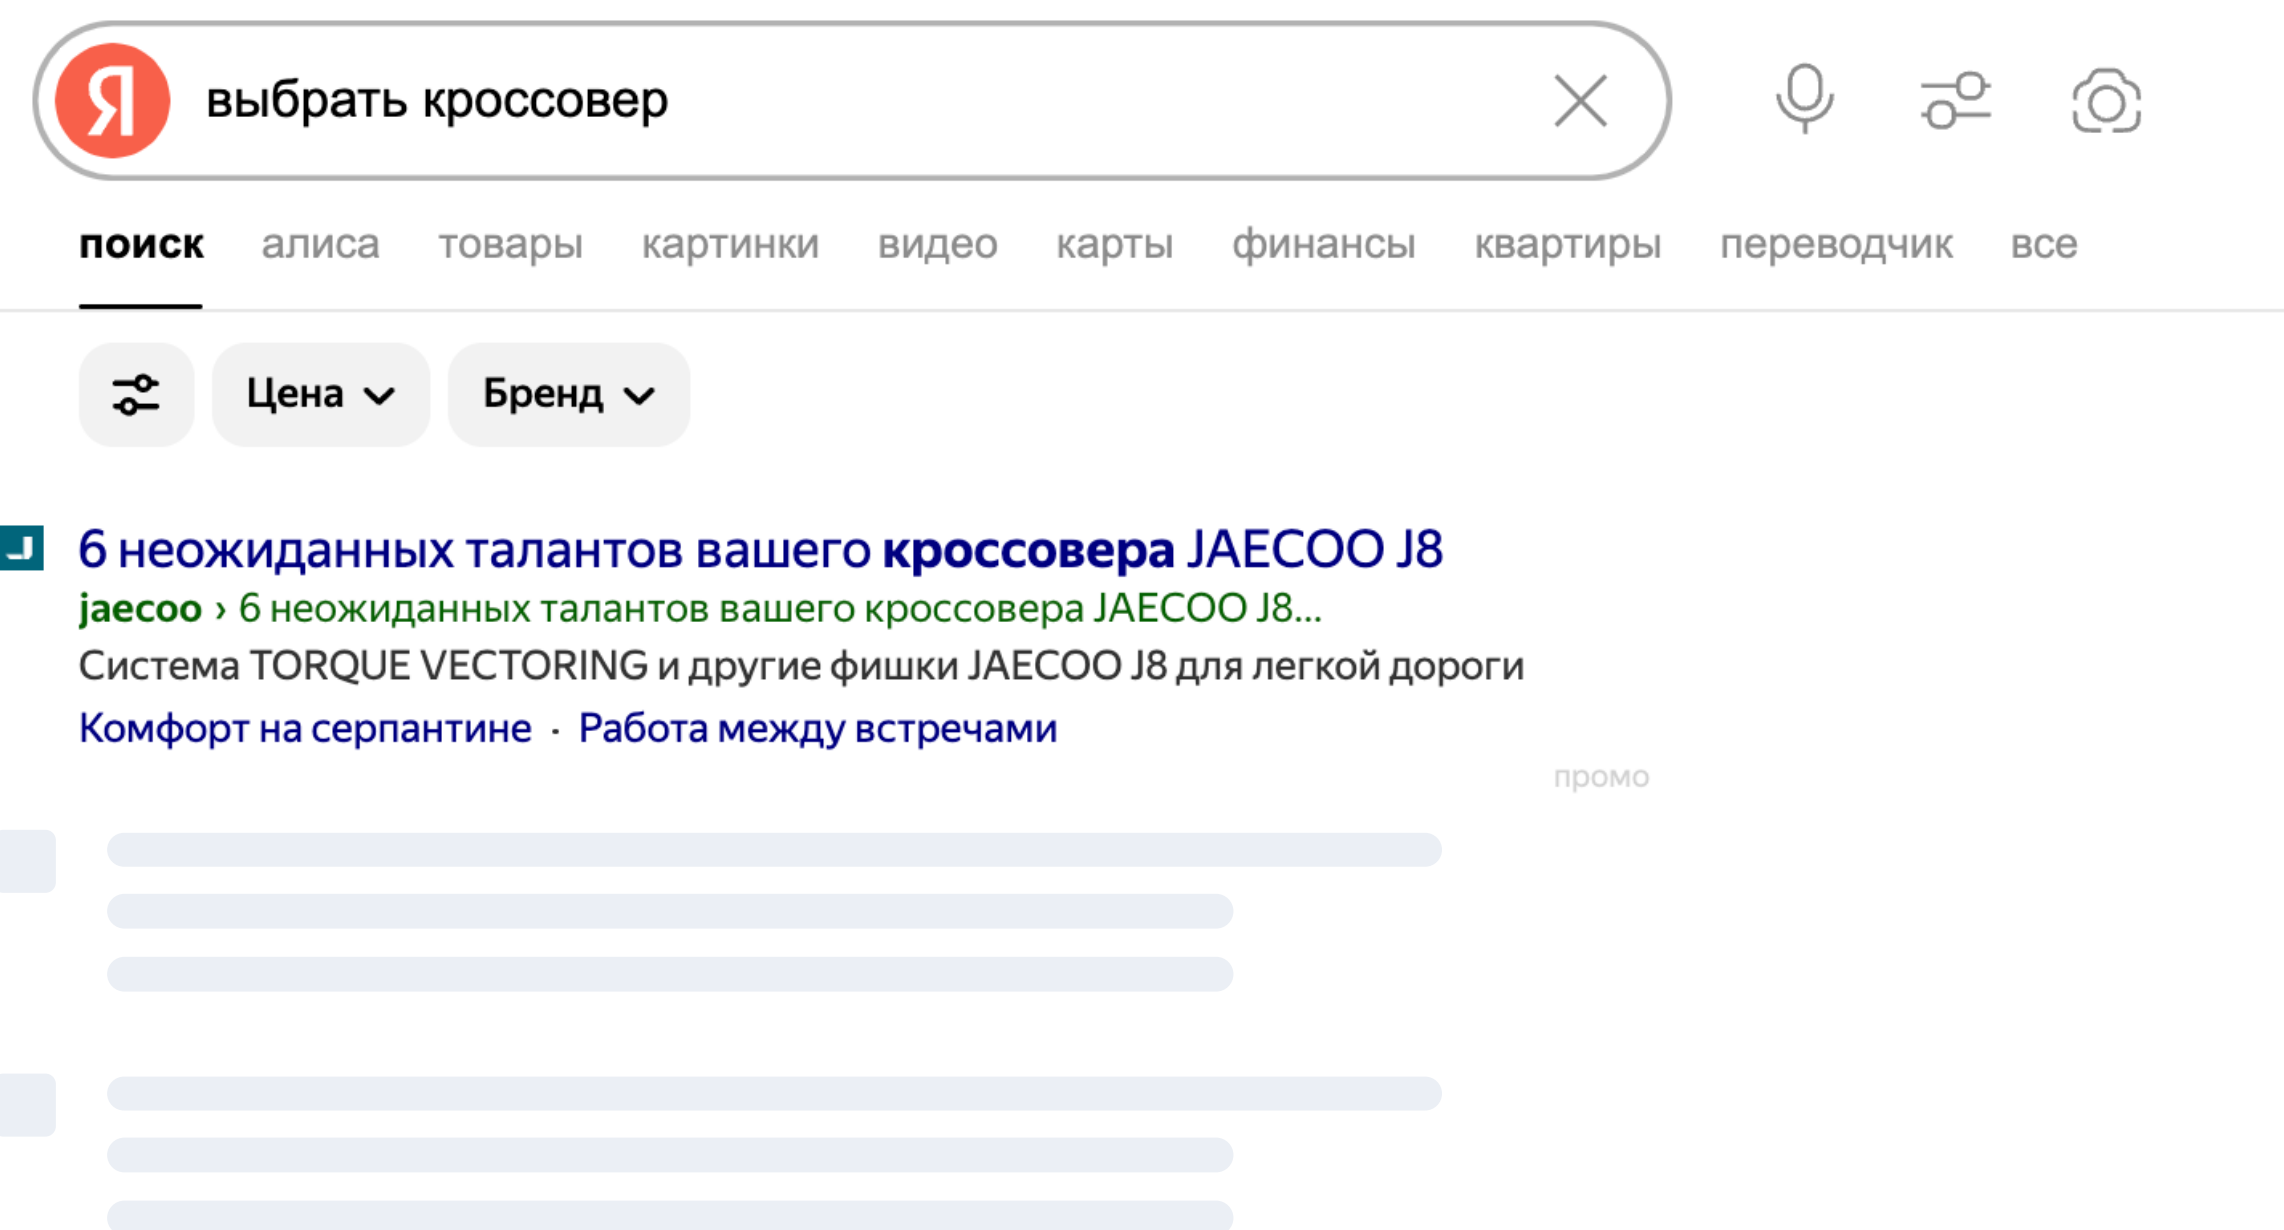 Я выбрать кроссовер
поиск алиса товары картинки видео карты финансы квартиры переводчик все
Цена Бренд
6 неожиданных талантов вашего кроссовера JAECOO J8
jaecoo › 6 неожиданных талантов вашего кроссовера JAECOO J8...
Система TORQUE VECTORING и другие фишки JAECOO J8 для легкой дороги
Комфорт на серпантине · Работа между встречами
промо